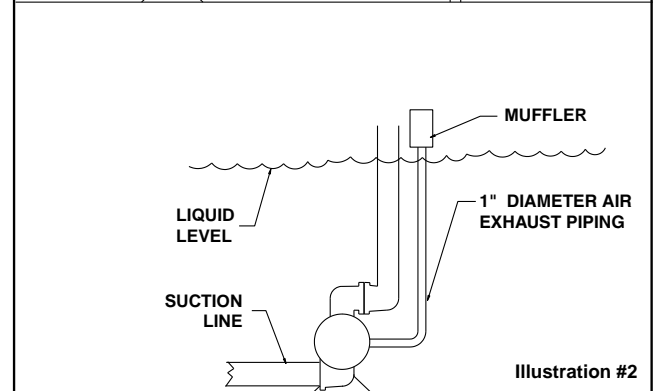 MUFFLER
LIQUID
LEVEL
1" DIAMETER AIR
EXHAUST PIPING
SUCTION
LINE
Illustration #2